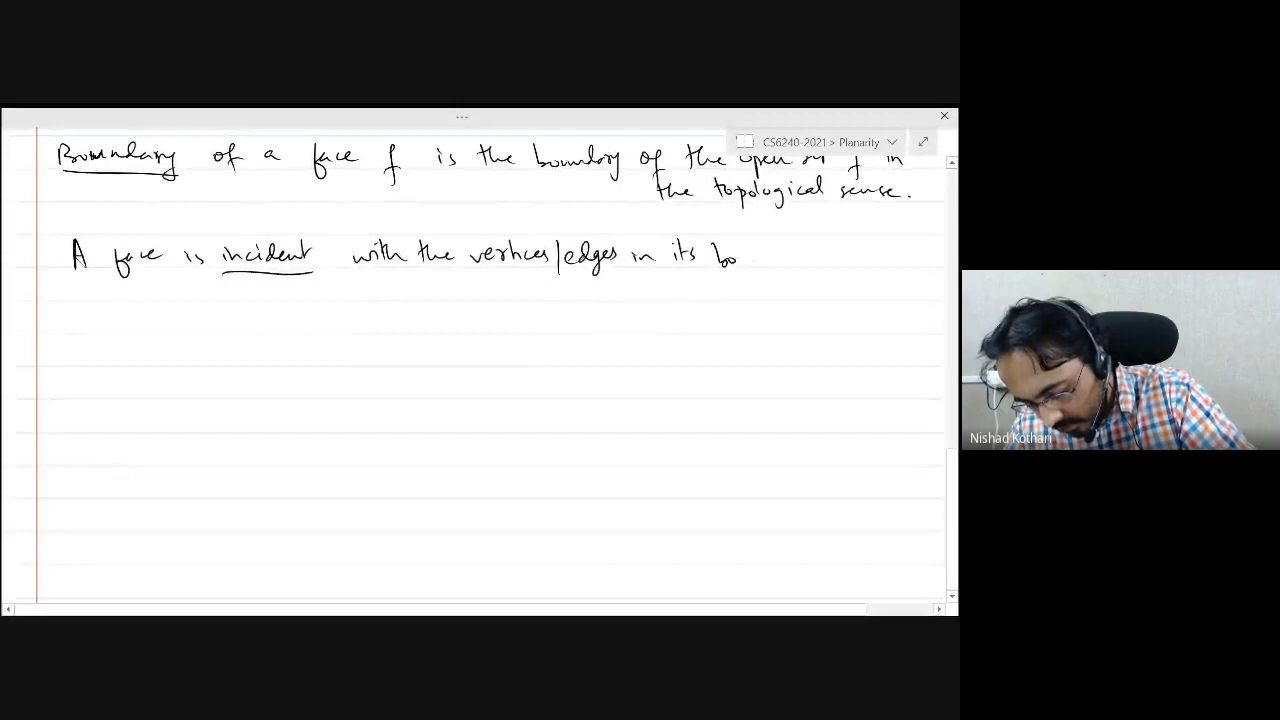 CS6240-2021 > Planarity
Boundary of a face f is the boundary of the open f in
the topological sense.
A face is incident with the vertices/edges in its bo
Nishad Kothari